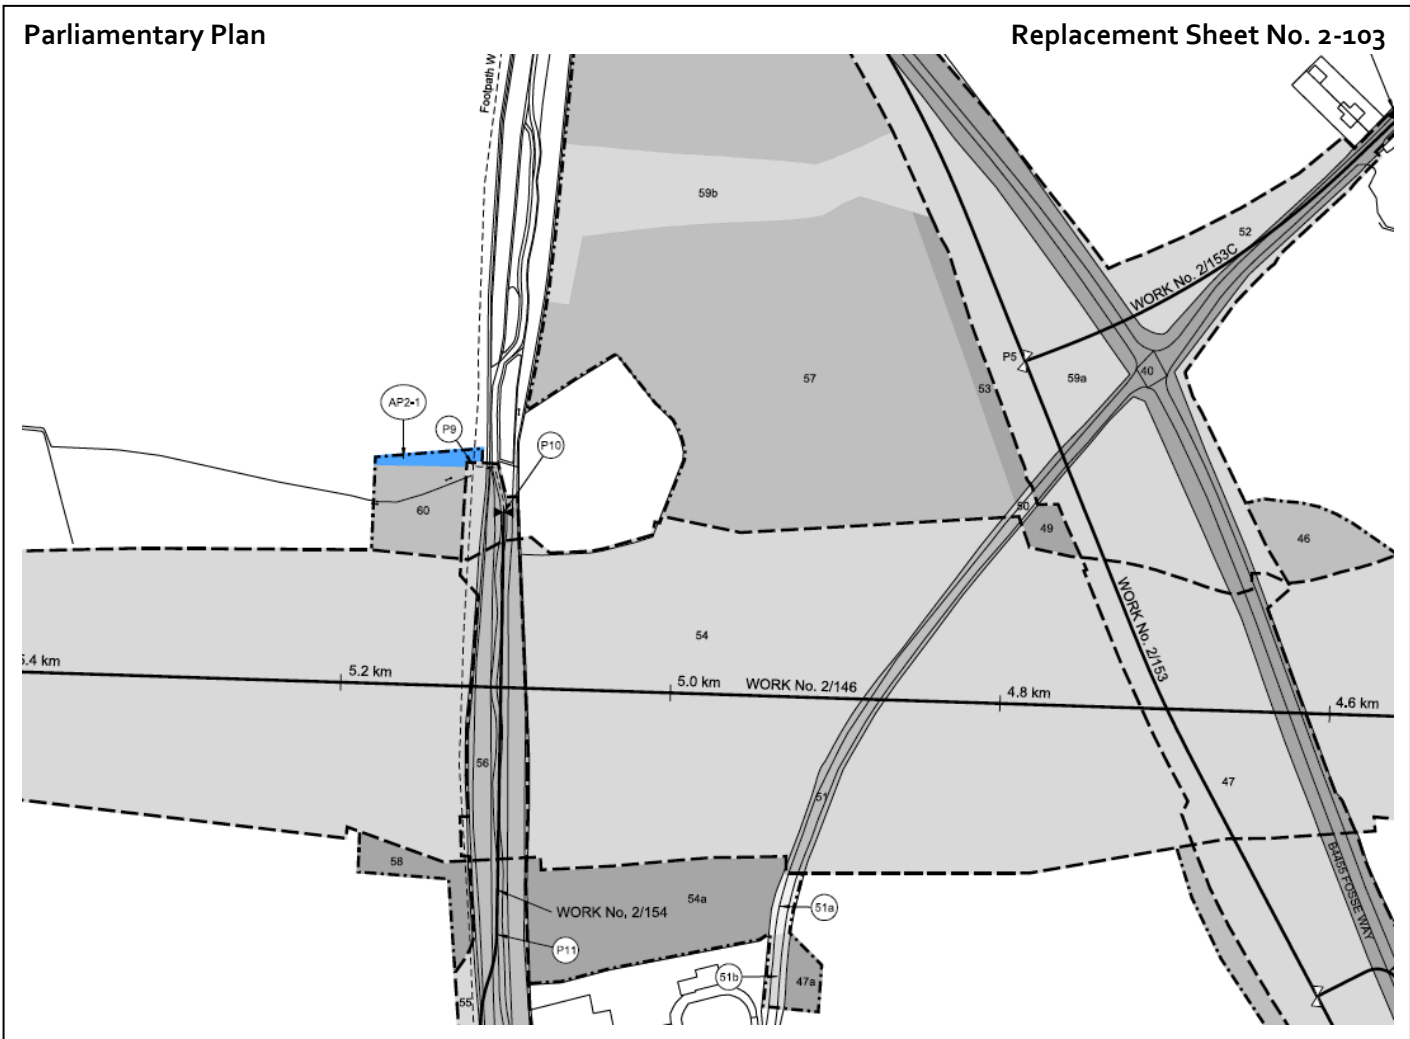 Parliamentary Plan
Replacement Sheet No. 2-103
Footpath W
59b
52
WORK No. 2/153C
P5
59a
40
57
53
AP2-1
P9
P10
60
50
49
46
54
WORK No. 2/153
5.4 km
5.2 km
5.0 km
WORK No. 2/146
4.8 km
4.6 km
56
47
51
58
B4455 FOSSE WAY
54a
WORK No. 2/154
51a
P11
51b
47a
55